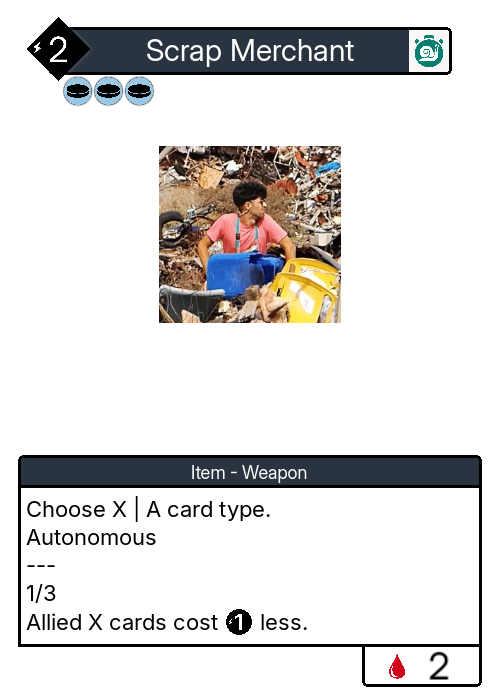 2
Scrap Merchant
Item - Weapon
Choose X | A card type.
Autonomous
---
1/3
Allied X cards cost 1 less.
2